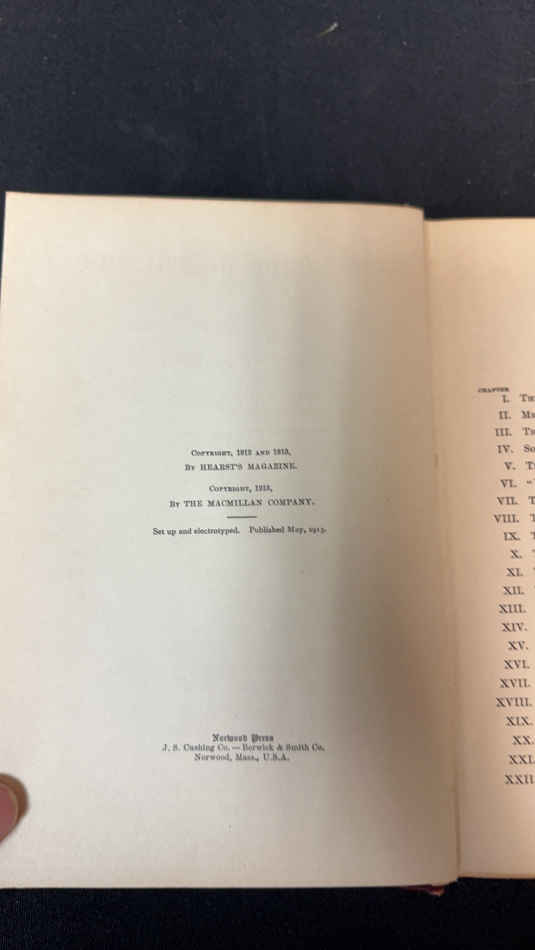 COPYRIGHT, 1912 AND 1913,
BY HEARST'S MAGAZINE.
COPYRIGHT, 1913,
BY THE MACMILLAN COMPANY.
Set up and electrotyped. Published May, 1913.
Norwood Press
J. S. Cushing Co. — Berwick & Smith Co.
Norwood, Mass., U.S.A.
CHAPTER
I.
II.
III.
IV.
V.
VI.
VII.
VIII.
IX.
X.
XI.
XII.
XIII.
XIV.
XV.
XVI.
XVII.
XVIII.
XIX.
XX.
XXI.
XXII